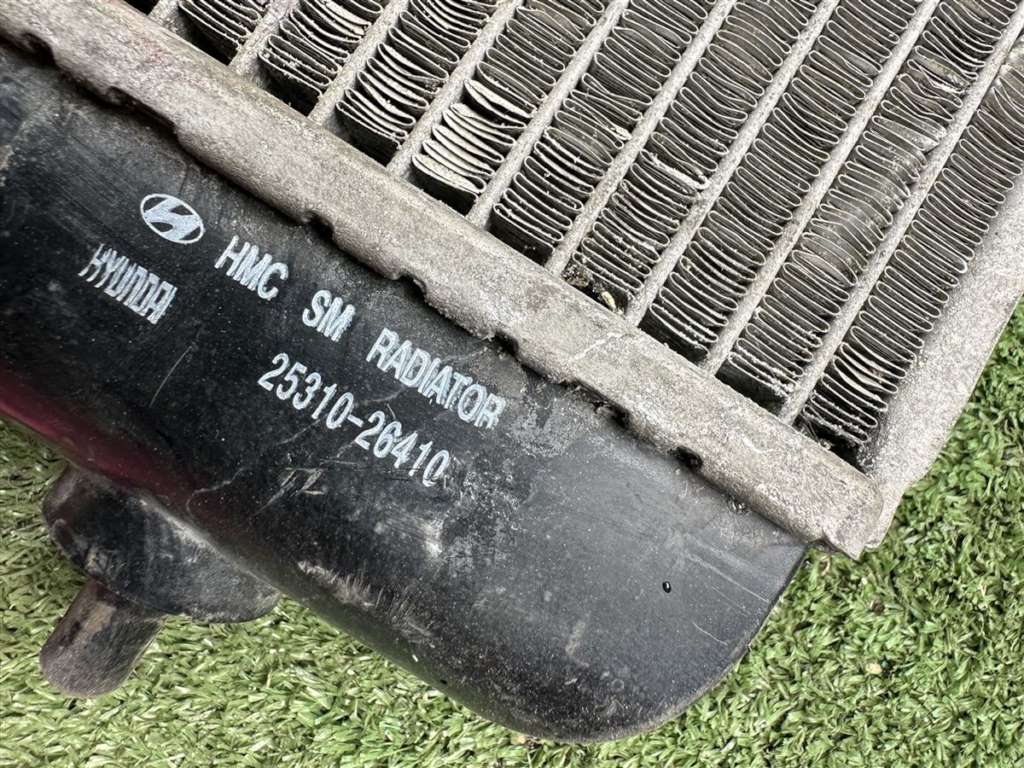 HYUNDAI
HMC SM RADIATOR
25310-26410